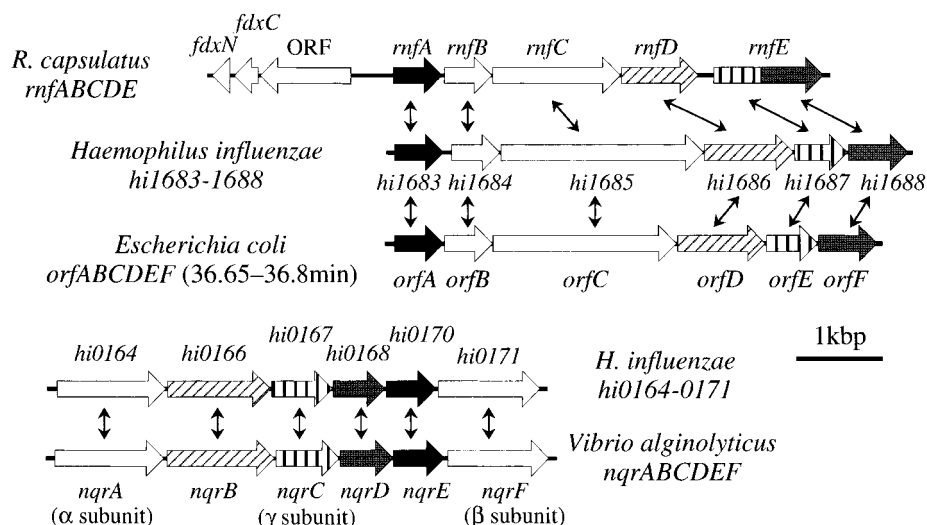 fdxN fdxC ORF rnfA rnfB rnfC rnfD rnfE
R. capsulatus
rnfABCDE
Haemophilus influenzae
hi1683-1688
hi1683 hi1684 hi1685 hi1686 hi1687 hi1688
Escherichia coli
orfABCDEF (36.65–36.8min)
orfA orfB orfC orfD orfE orfF
1kbp
hi0164 hi0166 hi0167 hi0168 hi0170 hi0171
H. influenzae
hi0164-0171
Vibrio alginolyticus
nqrABCDEF
nqrA nqrB nqrC nqrD nqrE nqrF
(α subunit) (γ subunit) (β subunit)